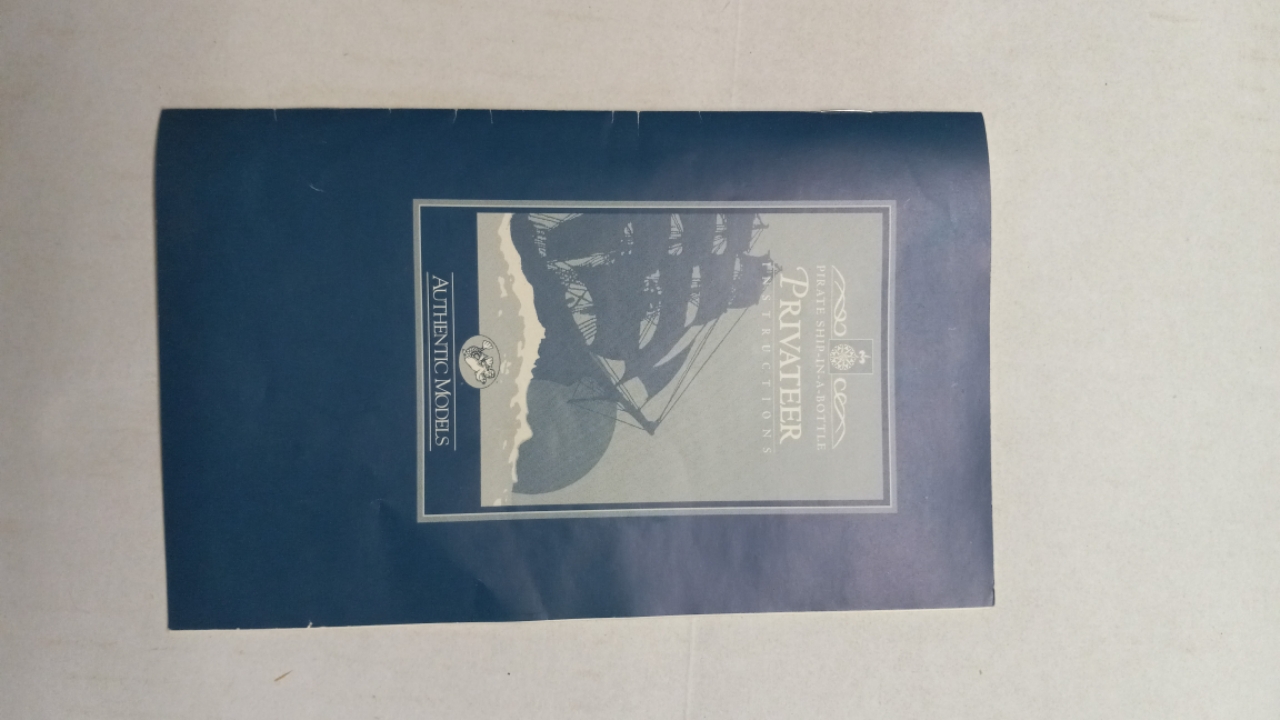 PIRATE SHIP-IN-A-BOTTLE
PRIVATEER
INSTRUCTIONS
AUTHENTIC MODELS